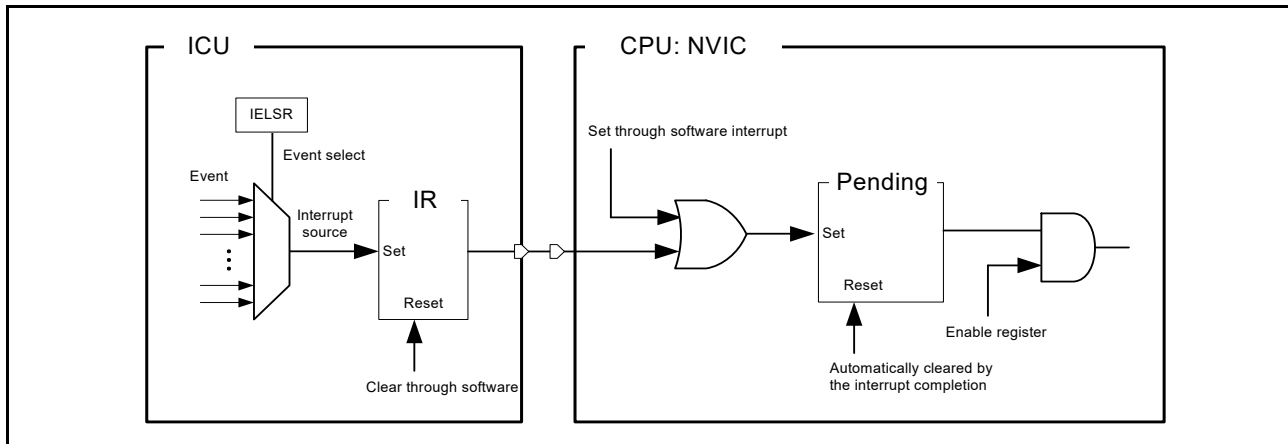 ICU
IELSR
Event select
Event
Interrupt
source
IR
Set
Reset
Clear through software
CPU: NVIC
Set through software interrupt
Pending
Set
Reset
Enable register
Automatically cleared by
the interrupt completion